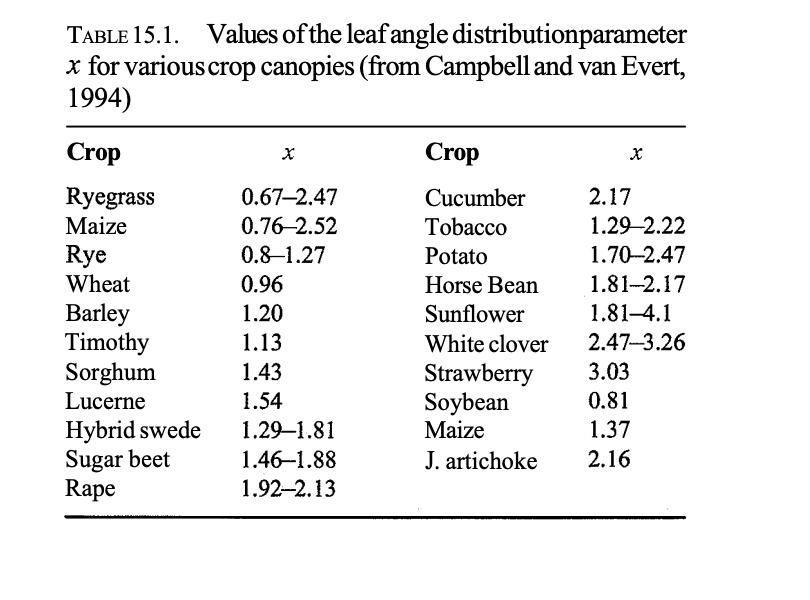 TABLE 15.1. Values of the leaf angle distribution parameter
x for various crop canopies (from Campbell and van Evert,
1994)
Crop x Crop x
Ryegrass 0.67–2.47 Cucumber 2.17
Maize 0.76–2.52 Tobacco 1.29–2.22
Rye 0.8–1.27 Potato 1.70–2.47
Wheat 0.96 Horse Bean 1.81–2.17
Barley 1.20 Sunflower 1.81–4.1
Timothy 1.13 White clover 2.47–3.26
Sorghum 1.43 Strawberry 3.03
Lucerne 1.54 Soybean 0.81
Hybrid swede 1.29–1.81 Maize 1.37
Sugar beet 1.46–1.88 J. artichoke 2.16
Rape 1.92–2.13